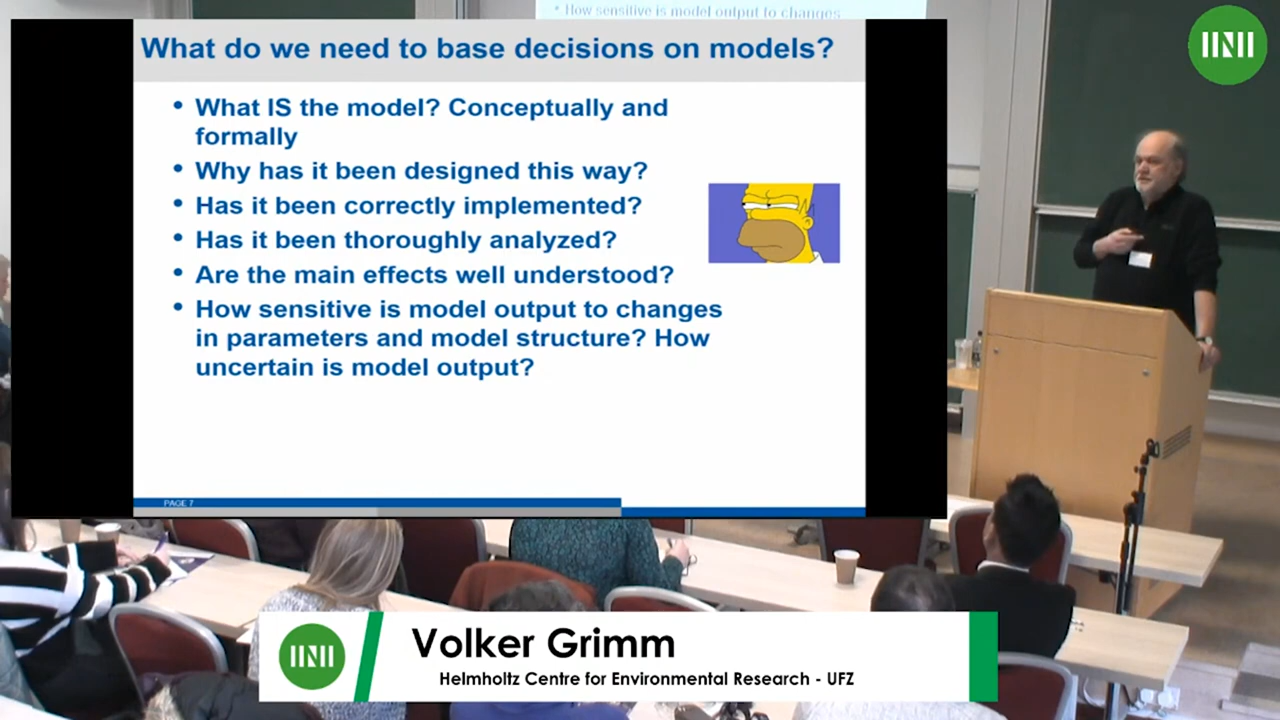 • How sensitive is model output to changes
What do we need to base decisions on models?
• What IS the model? Conceptually and
formally
• Why has it been designed this way?
• Has it been correctly implemented?
• Has it been thoroughly analyzed?
• Are the main effects well understood?
• How sensitive is model output to changes
in parameters and model structure? How
uncertain is model output?
PAGE 7
Volker Grimm
Helmholtz Centre for Environmental Research - UFZ